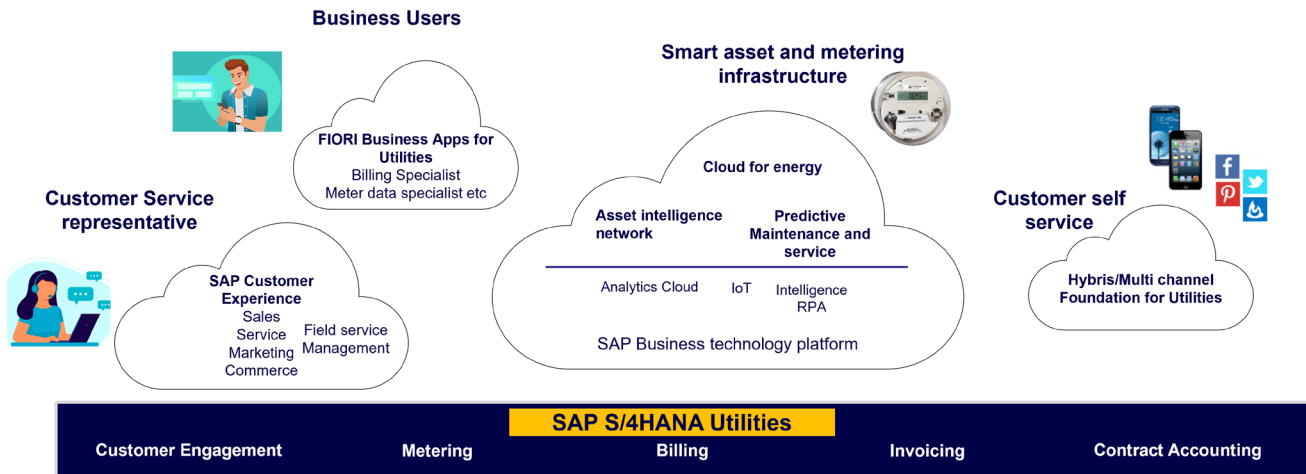 Business Users
FIORI Business Apps for
Utilities
Billing Specialist
Meter data specialist etc
Smart asset and metering
infrastructure
Cloud for energy
Asset intelligence
network
Predictive
Maintenance and
service
Analytics Cloud
IoT
Intelligence
RPA
SAP Business technology platform
Customer Service
representative
SAP Customer
Experience
Sales
Service
Marketing
Commerce
Field service
Management
Customer self
service
Hybris/Multi channel
Foundation for Utilities
SAP S/4HANA Utilities
Customer Engagement
Metering
Billing
Invoicing
Contract Accounting